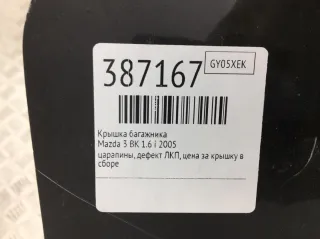 387167
GY05XEK
Крышка багажника
Mazda 3 BK 1.6 i 2005
царапины, дефект ЛКП, цена за крышку в
сборе